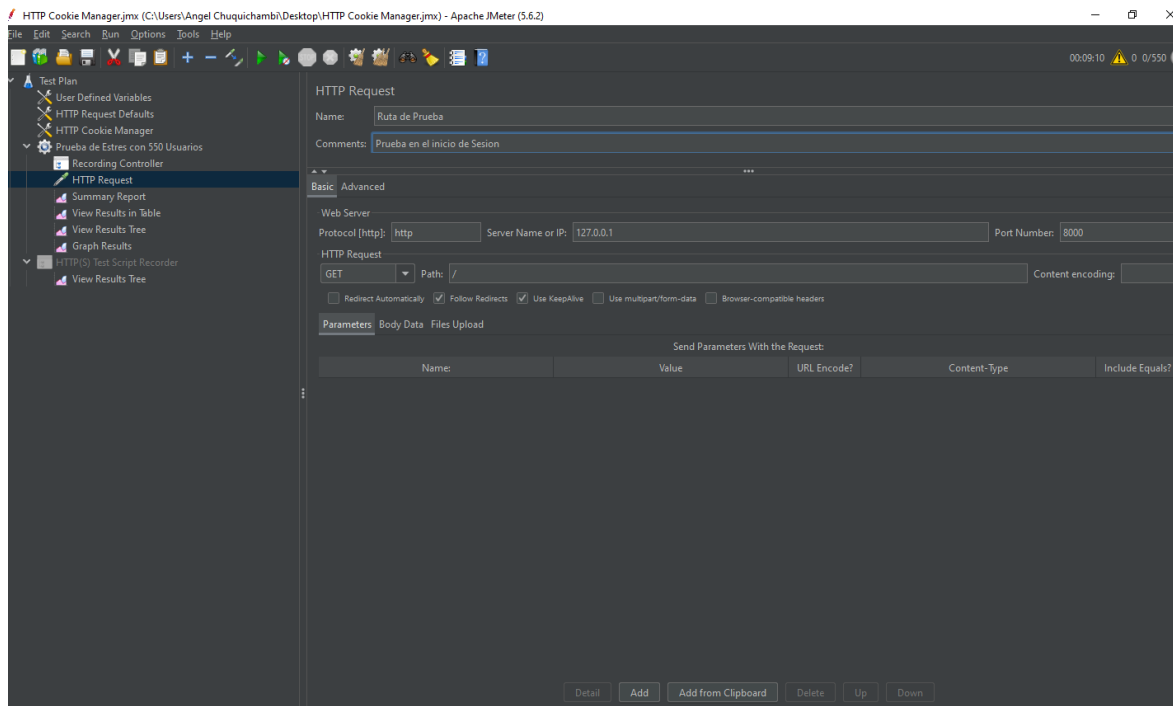 HTTP Cookie Manager.jmx (C:\Users\Angel Chuquichambi\Desktop\HTTP Cookie Manager.jmx) - Apache JMeter (5.6.2)
File Edit Search Run Options Tools Help
00:09:10 0 0/550
Test Plan
User Defined Variables
HTTP Request Defaults
HTTP Cookie Manager
Prueba de Estres con 550 Usuarios
Recording Controller
HTTP Request
Summary Report
View Results in Table
View Results Tree
Graph Results
HTTP(S) Test Script Recorder
View Results Tree
HTTP Request
Name: Ruta de Prueba
Comments: Prueba en el inicio de Sesion
Basic Advanced
Web Server
Protocol [http]: http Server Name or IP: 127.0.0.1 Port Number: 8000
HTTP Request
GET Path: / Content encoding:
Redirect Automatically Follow Redirects Use KeepAlive Use multipart/form-data Browser-compatible headers
Parameters Body Data Files Upload
Send Parameters With the Request:
Name: Value URL Encode? Content-Type Include Equals?
Detail Add Add from Clipboard Delete Up Down